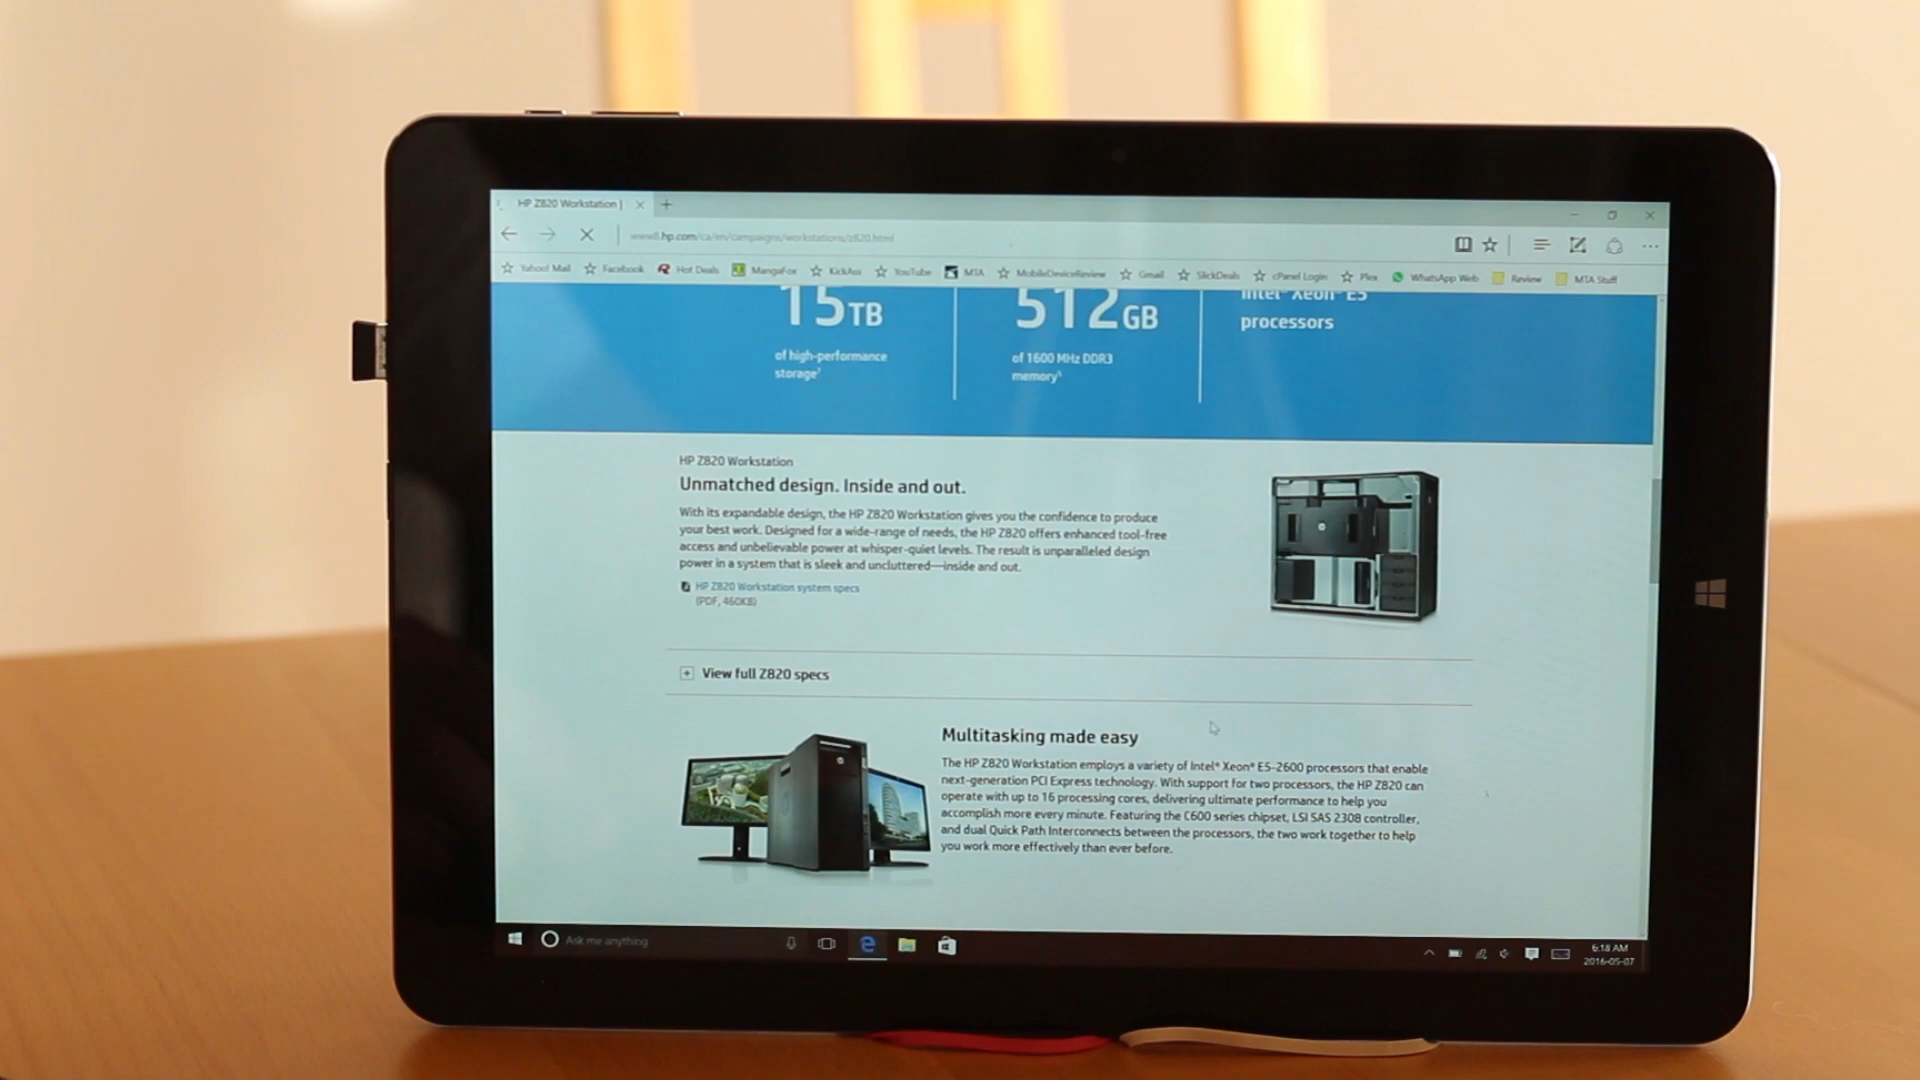 HP Z820 Workstation |
www8.hp.com/ca/en/campaigns/workstations/z820.html
Yahoo! Mail Facebook Hot Deals MangaFox KickAss YouTube MTA MobileDeviceReview Gmail SlickDeals cPanel Login Plex WhatsApp Web Review MTA Stuff
15TB
of high-performance
storage⁷
512GB
of 1600 MHz DDR3
memory⁵
Intel® Xeon® E5
processors
HP Z820 Workstation
Unmatched design. Inside and out.
With its expandable design, the HP Z820 Workstation gives you the confidence to produce
your best work. Designed for a wide-range of needs, the HP Z820 offers enhanced tool-free
access and unbelievable power at whisper-quiet levels. The result is unparalleled design
power in a system that is sleek and uncluttered—inside and out.
HP Z820 Workstation system specs
(PDF, 460KB)
View full Z820 specs
Multitasking made easy
The HP Z820 Workstation employs a variety of Intel® Xeon® E5-2600 processors that enable
next-generation PCI Express technology. With support for two processors, the HP Z820 can
operate with up to 16 processing cores, delivering ultimate performance to help you
accomplish more every minute. Featuring the C600 series chipset, LSI SAS 2308 controller,
and dual Quick Path Interconnects between the processors, the two work together to help
you work more effectively than ever before.
Ask me anything
6:18 AM
2016-05-07